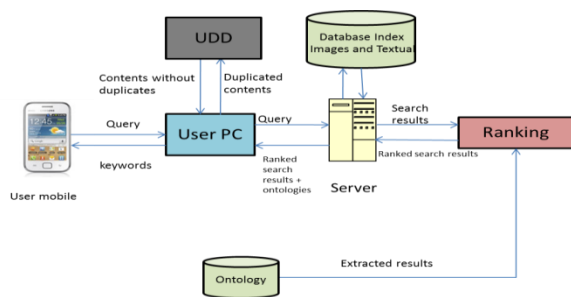 UDD
Database Index
Images and Textual
Contents without
duplicates
Duplicated
contents
Query
User PC
Query
Search
results
Ranking
keywords
Ranked
search
results +
ontologies
Ranked search results
Server
User mobile
Extracted results
Ontology